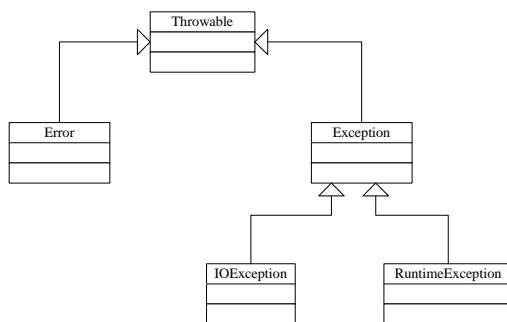 Throwable
Error
Exception
IOException
RuntimeException